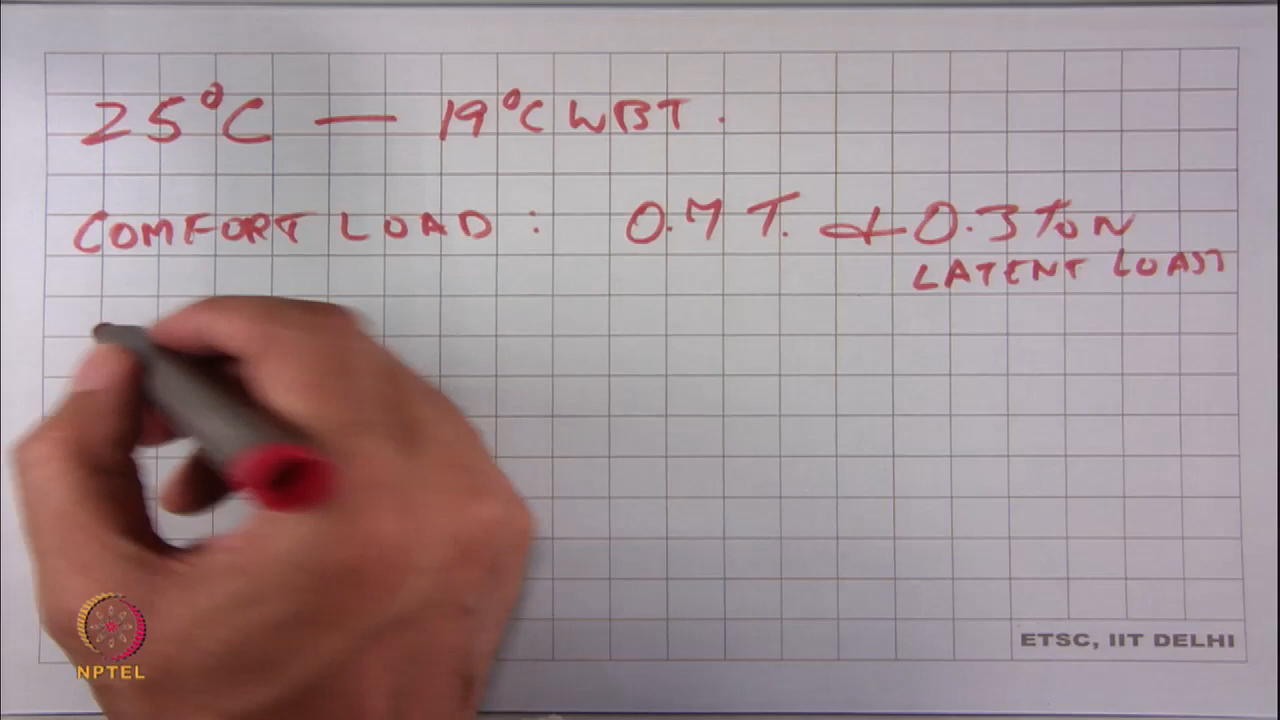 25°C — 19°C WBT.
COMFORT LOAD : 0.7 T. & 0.3 TON
LATENT LOAD
ETSC, IIT DELHI
NPTEL